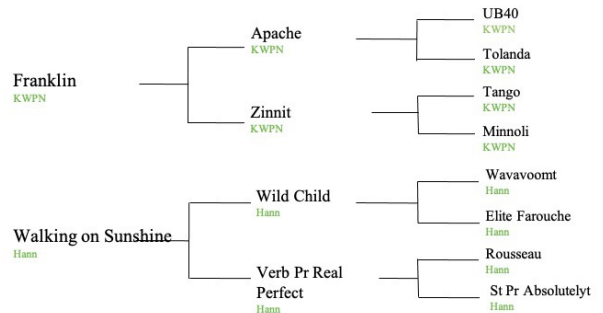 UB40
KWPN
Apache
KWPN
Tolanda
KWPN
Franklin
KWPN
Tango
KWPN
Zinnit
KWPN
Minnoli
KWPN
Wavavoomt
Hann
Wild Child
Hann
Elite Farouche
Hann
Walking on Sunshine
Hann
Rousseau
Hann
Verb Pr Real
Perfect
Hann
St Pr Absolutelyt
Hann